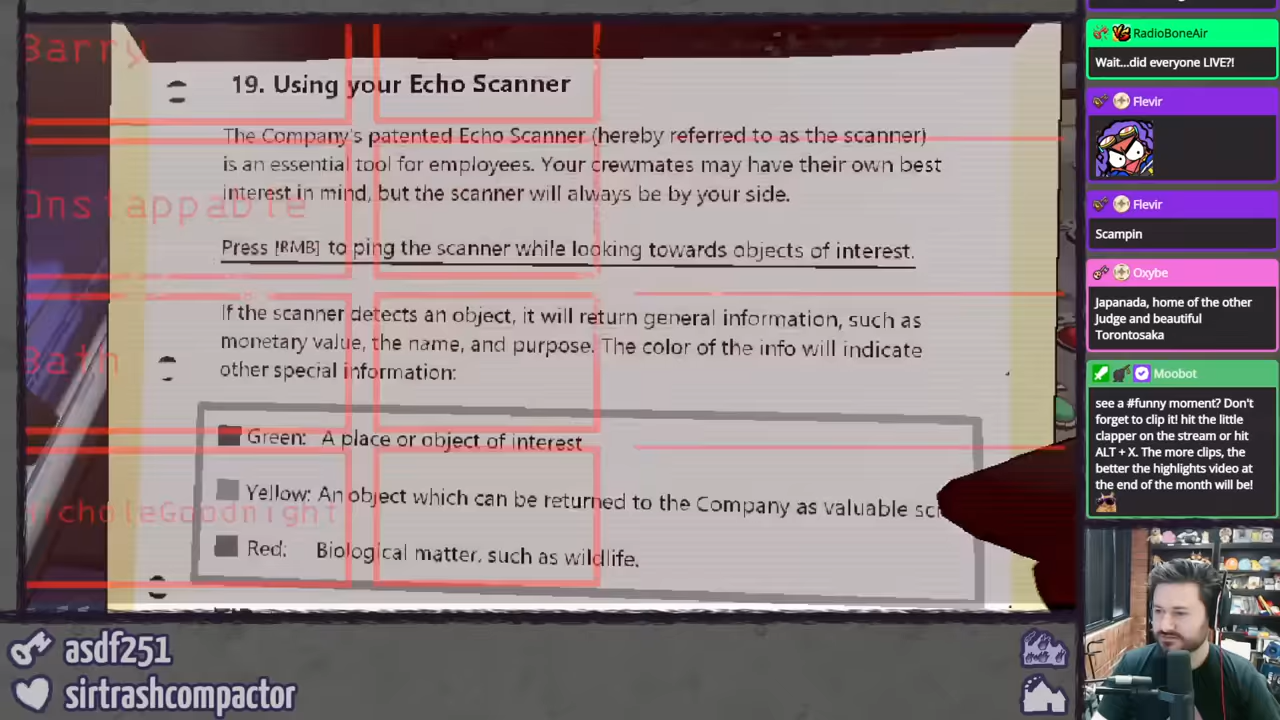 Barry
Onstappable
Bath
NicholeGoodnight
19. Using your Echo Scanner
The Company's patented Echo Scanner (hereby referred to as the scanner)
is an essential tool for employees. Your crewmates may have their own best
interest in mind, but the scanner will always be by your side.
Press [RMB] to ping the scanner while looking towards objects of interest.
If the scanner detects an object, it will return general information, such as
monetary value, the name, and purpose. The color of the info will indicate
other special information:
Green: A place or object of interest
Yellow: An object which can be returned to the Company as valuable
Red: Biological matter, such as wildlife.
asdf251
sirtrashcompactor
RadioBoneAir
Wait...did everyone LIVE?!
Flevir
Flevir
Scampin
Oxybe
Japanada, home of the other
Judge and beautiful
Torontosaka
Moobot
see a #funny moment? Don't
forget to clip it! hit the little
clapper on the stream or hit
ALT + X. The more clips, the
better the highlights video at
the end of the month will be!